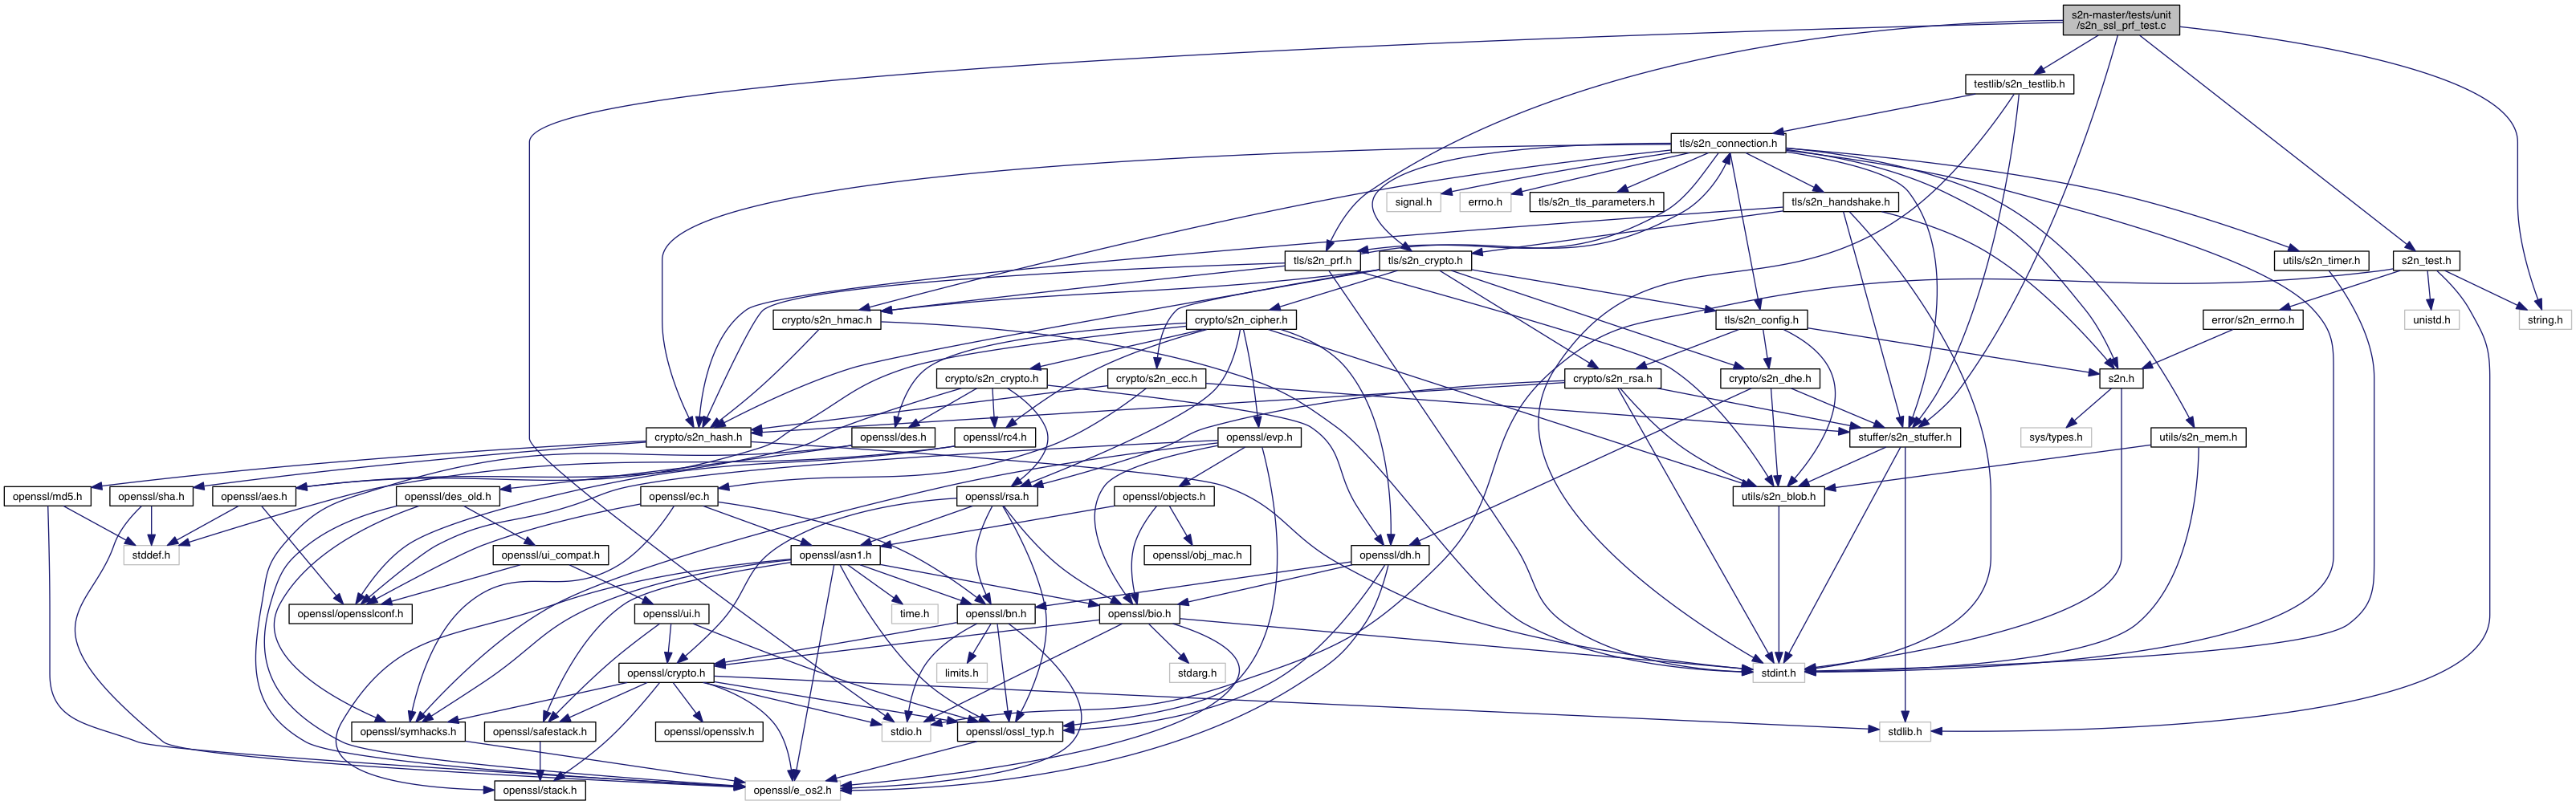 s2n-master/tests/unit
/s2n_ssl_prf_test.c
testlib/s2n_testlib.h
tls/s2n_connection.h
signal.h
errno.h
tls/s2n_tls_parameters.h
tls/s2n_handshake.h
tls/s2n_prf.h
tls/s2n_crypto.h
utils/s2n_timer.h
s2n_test.h
crypto/s2n_hmac.h
crypto/s2n_cipher.h
tls/s2n_config.h
error/s2n_errno.h
unistd.h
string.h
crypto/s2n_crypto.h
crypto/s2n_ecc.h
crypto/s2n_rsa.h
crypto/s2n_dhe.h
s2n.h
crypto/s2n_hash.h
openssl/des.h
openssl/rc4.h
openssl/evp.h
stuffer/s2n_stuffer.h
sys/types.h
utils/s2n_mem.h
openssl/md5.h
openssl/sha.h
openssl/aes.h
openssl/des_old.h
openssl/ec.h
openssl/rsa.h
openssl/objects.h
utils/s2n_blob.h
stddef.h
openssl/ui_compat.h
openssl/asn1.h
openssl/obj_mac.h
openssl/dh.h
openssl/opensslconf.h
openssl/ui.h
time.h
openssl/bn.h
openssl/bio.h
openssl/crypto.h
limits.h
stdarg.h
stdint.h
openssl/symhacks.h
openssl/safestack.h
openssl/opensslv.h
stdio.h
openssl/ossl_typ.h
stdlib.h
openssl/stack.h
openssl/e_os2.h